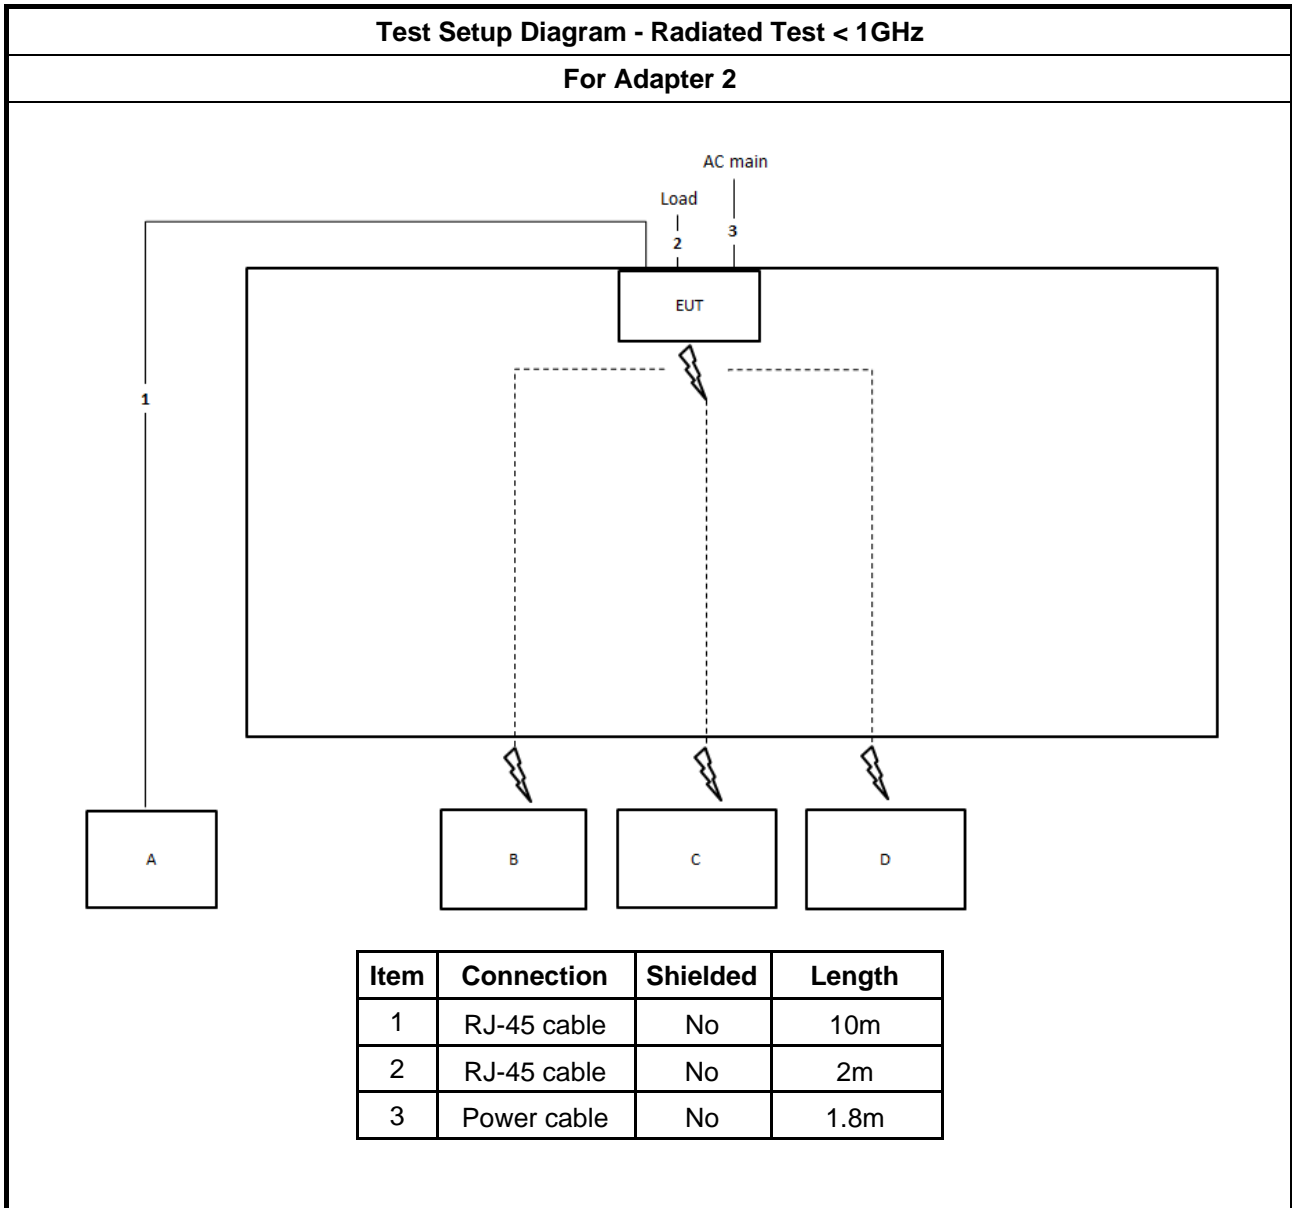 Test Setup Diagram - Radiated Test < 1GHz
For Adapter 2
AC main
Load
3
2
EUT
1
A
B
C
D
Item Connection Shielded Length
1 RJ-45 cable No 10m
2 RJ-45 cable No 2m
3 Power cable No 1.8m